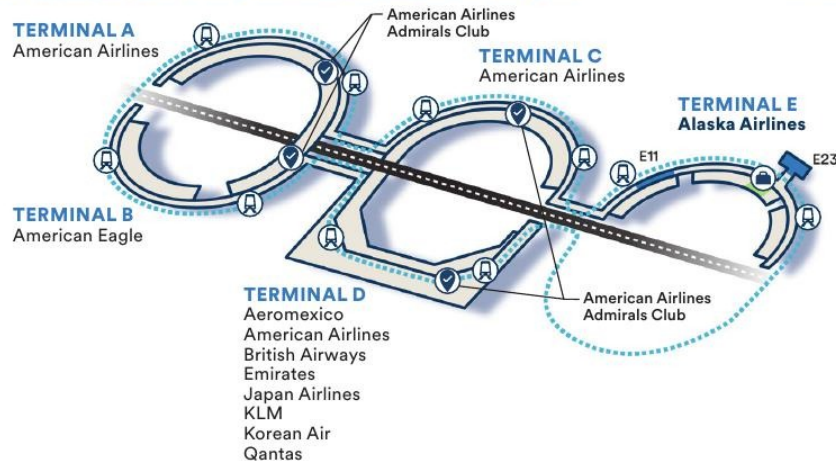 TERMINAL A
American Airlines
American Airlines
Admirals Club
TERMINAL C
American Airlines
TERMINAL E
Alaska Airlines
E11
E23
TERMINAL B
American Eagle
TERMINAL D
Aeromexico
American Airlines
British Airways
Emirates
Japan Airlines
KLM
Korean Air
Qantas
American Airlines
Admirals Club